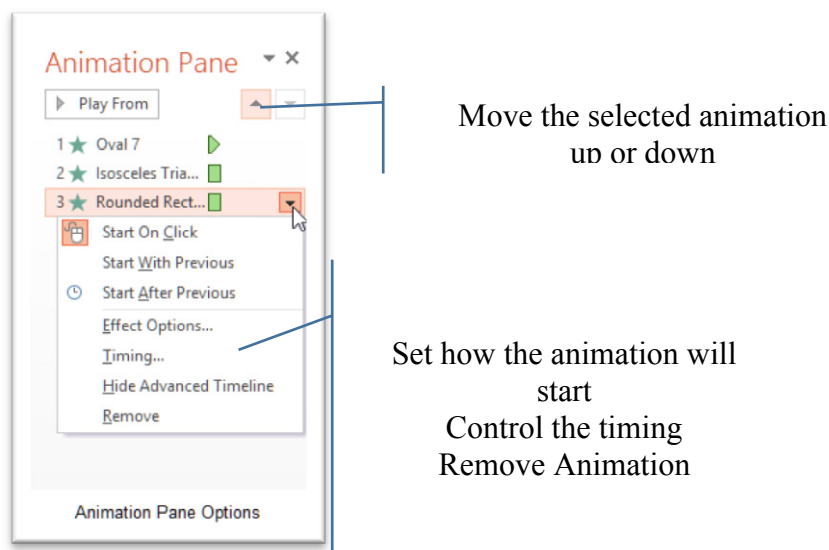 Animation Pane
Play From
1 Oval 7
2 Isosceles Tria...
3 Rounded Rect...
Start On Click
Start With Previous
Start After Previous
Effect Options...
Timing...
Hide Advanced Timeline
Remove
Animation Pane Options
Move the selected animation
up or down
Set how the animation will
start
Control the timing
Remove Animation